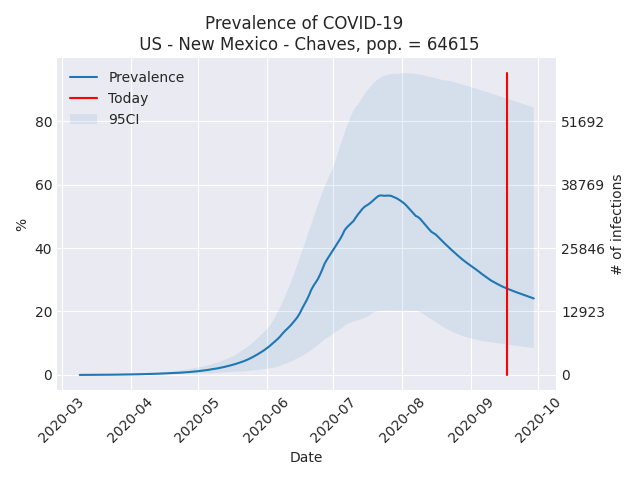 Prevalence of COVID-19
US - New Mexico - Chaves, pop. = 64615
Prevalence
Today
95CI
80
60
40
20
0
%
51692
38769
25846
12923
0
# of infections
2020-03
2020-04
2020-05
2020-06
2020-07
2020-08
2020-09
2020-10
Date